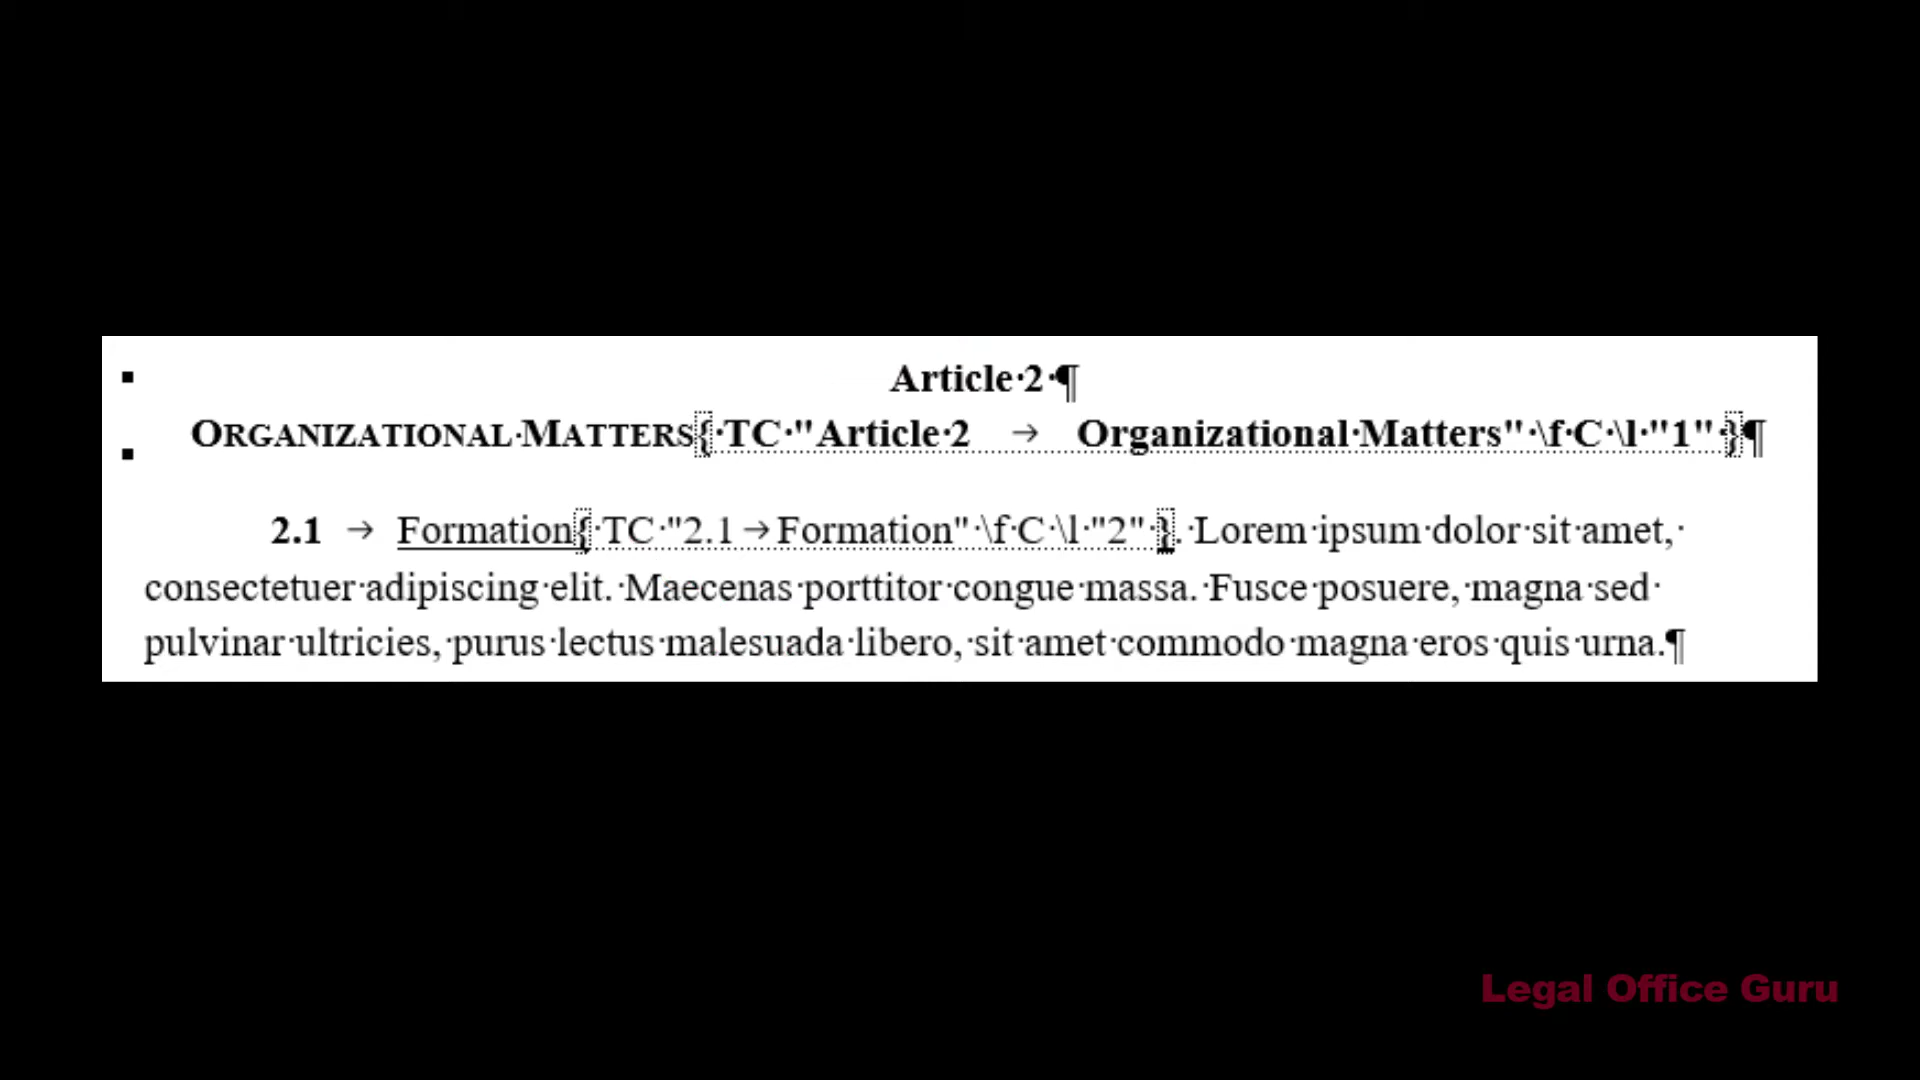 ▪ Article·2·¶
▪ ORGANIZATIONAL·MATTERS{·TC·"Article·2 → Organizational·Matters"·\f·C·\l·"1"·}¶
2.1 → Formation{·TC·"2.1→Formation"·\f·C·\l·"2"·}.·Lorem·ipsum·dolor·sit·amet,·
consectetuer·adipiscing·elit.·Maecenas·porttitor·congue·massa.·Fusce·posuere,·magna·sed·
pulvinar·ultricies,·purus·lectus·malesuada·libero,·sit·amet·commodo·magna·eros·quis·urna.¶
Legal Office Guru